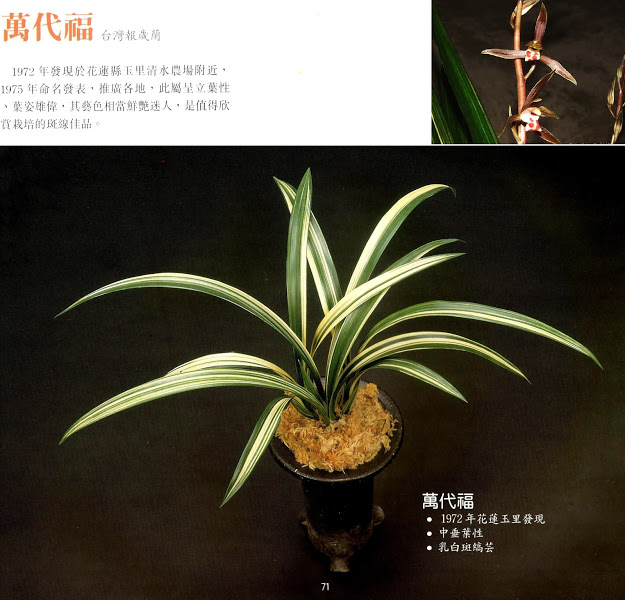 萬代福 台灣報歲蘭
1972 年發現於花蓮縣玉里清水農場附近，
1975 年命名發表，推廣各地，此屬呈立葉性
、葉姿雄偉，其藝色相當鮮艷迷人，是值得欣
賞栽培的斑線佳品。
萬代福
● 1972 年花蓮玉里發現
● 中垂葉性
● 乳白斑縞芸
71